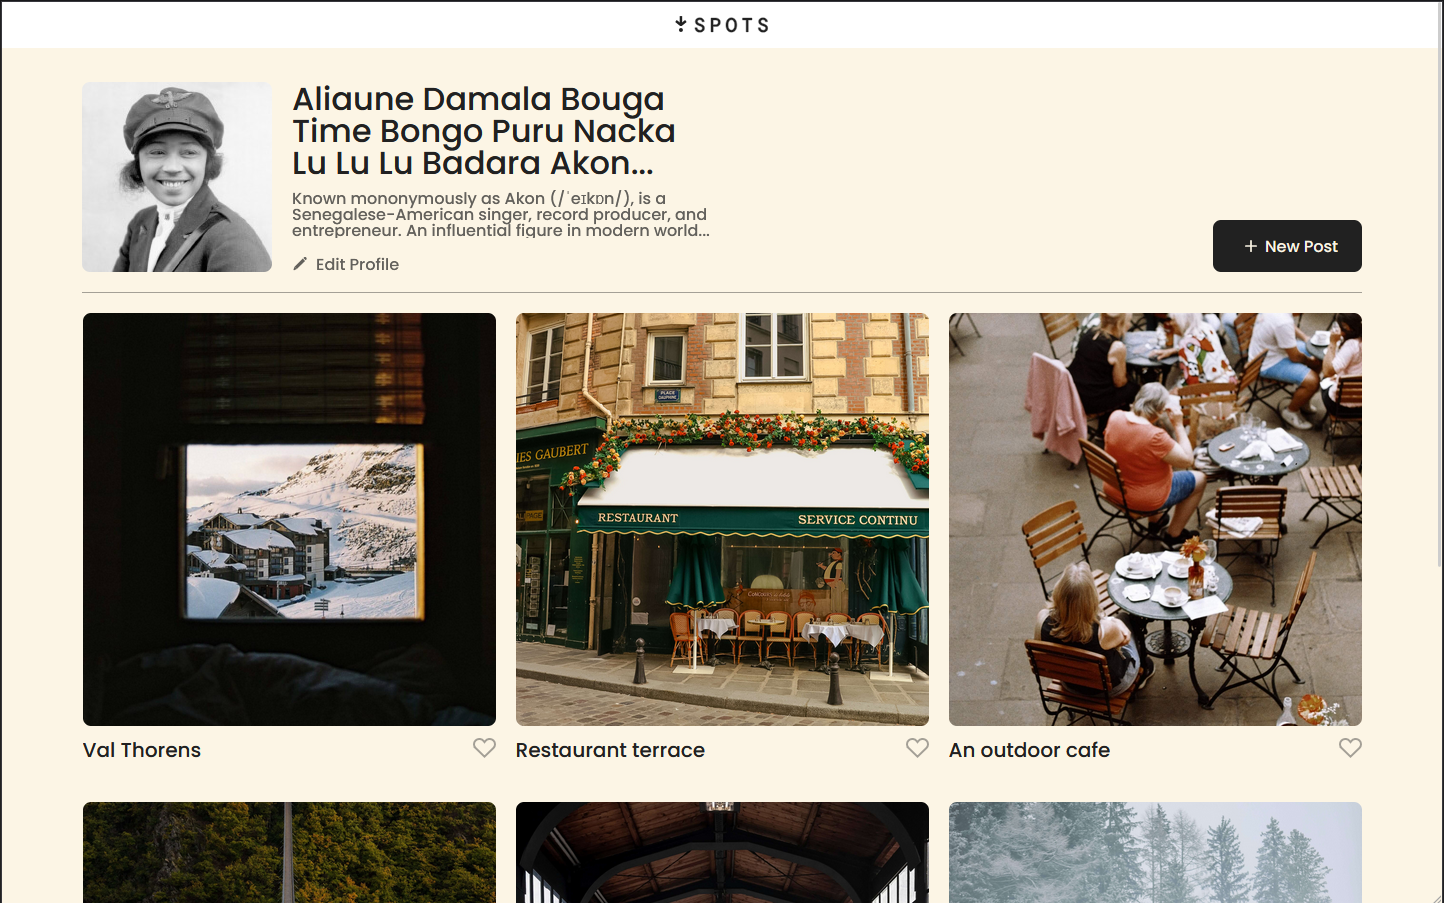 SPOTS
Aliaune Damala Bouga
Time Bongo Puru Nacka
Lu Lu Lu Badara Akon...
Known mononymously as Akon (/ˈeɪkɒn/), is a
Senegalese-American singer, record producer, and
entrepreneur. An influential figure in modern world...
Edit Profile
+ New Post
PLACE
DAUPHINE
IES GAUBERT
RESTAURANT
SERVICE CONTINU
Val Thorens
Restaurant terrace
An outdoor cafe